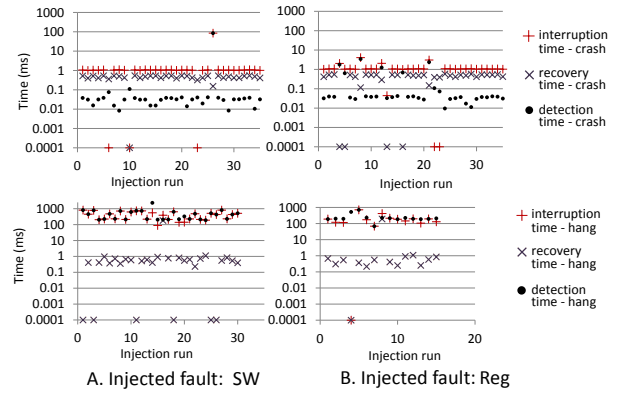 1000
100
10
1
0.1
0.01
0.001
0.0001
0 10 20 30
Injection run
Time (ms)
1000
100
10
1
0.1
0.01
0.001
0.0001
0 10 20 30
Injection run
interruption
time - crash
recovery
time - crash
detection
time - crash
1000
100
10
1
0.1
0.01
0.001
0.0001
0 10 20 30
Injection run
Time (ms)
1000
100
10
1
0.1
0.01
0.001
0.0001
0 10 20
Injection run
interruption
time - hang
recovery
time - hang
detection
time - hang
A. Injected fault: SW
B. Injected fault: Reg